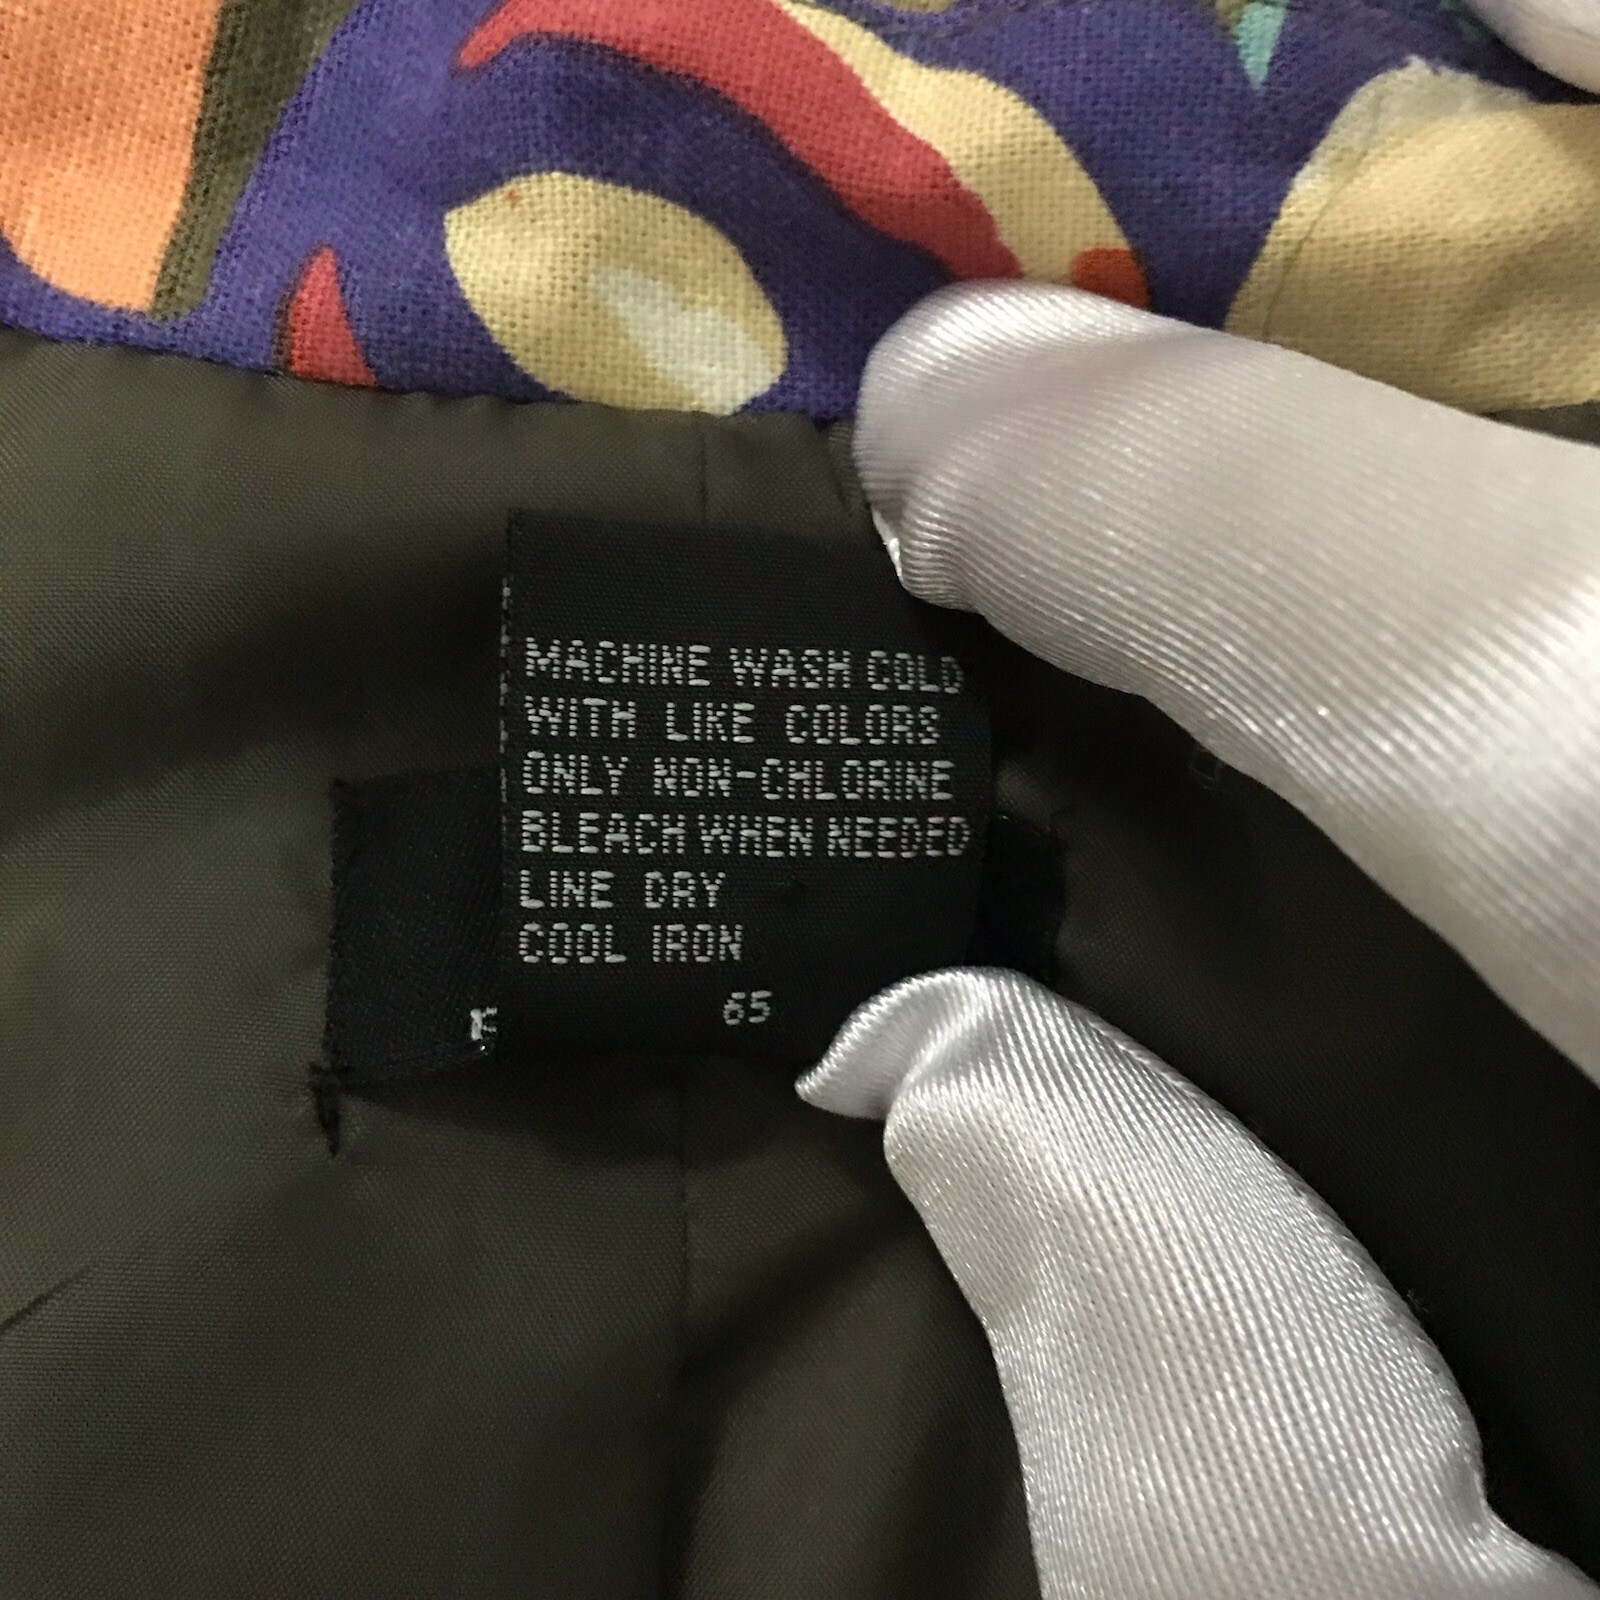 MACHINE WASH COLD
WITH LIKE COLORS
ONLY NON-CHLORINE
BLEACH WHEN NEEDED
LINE DRY
COOL IRON
65